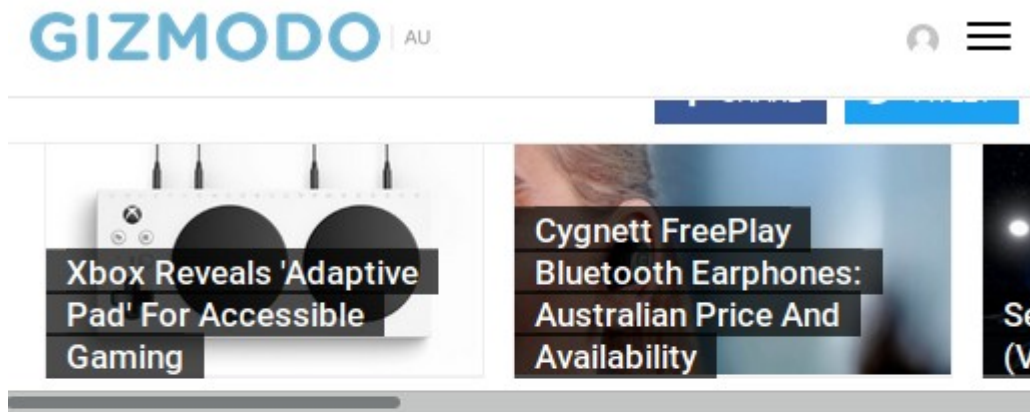 GIZMODO AU
Xbox Reveals 'Adaptive
Pad' For Accessible
Gaming
Cygnett FreePlay
Bluetooth Earphones:
Australian Price And
Availability